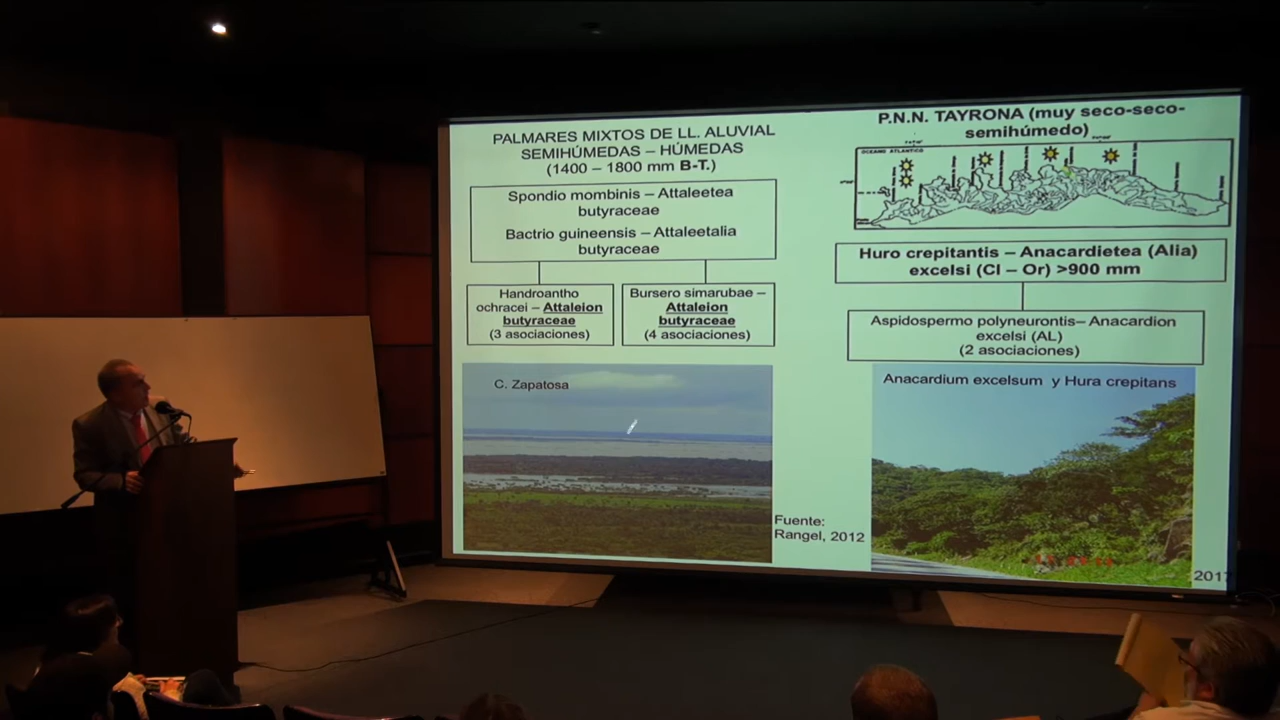 PALMARES MIXTOS DE LL. ALUVIAL
SEMIHÚMEDAS – HÚMEDAS
(1400 – 1800 mm B-T.)
Spondio mombinis – Attaleetea
butyraceae
Bactrio guineensis – Attaleetalia
butyraceae
Handroantho
ochracei – Attaleion
butyraceae
(3 asociaciones)
Bursero simarubae –
Attaleion
butyraceae
(4 asociaciones)
C. Zapatosa
Fuente:
Rangel, 2012
P.N.N. TAYRONA (muy seco-seco-
semihúmedo)
OCEANO ATLANTICO
Huro crepitantis – Anacardietea (Alia)
excelsi (Cl – Or) >900 mm
Aspidospermo polyneurontis– Anacardion
excelsi (AL)
(2 asociaciones)
Anacardium excelsum y Hura crepitans
2017